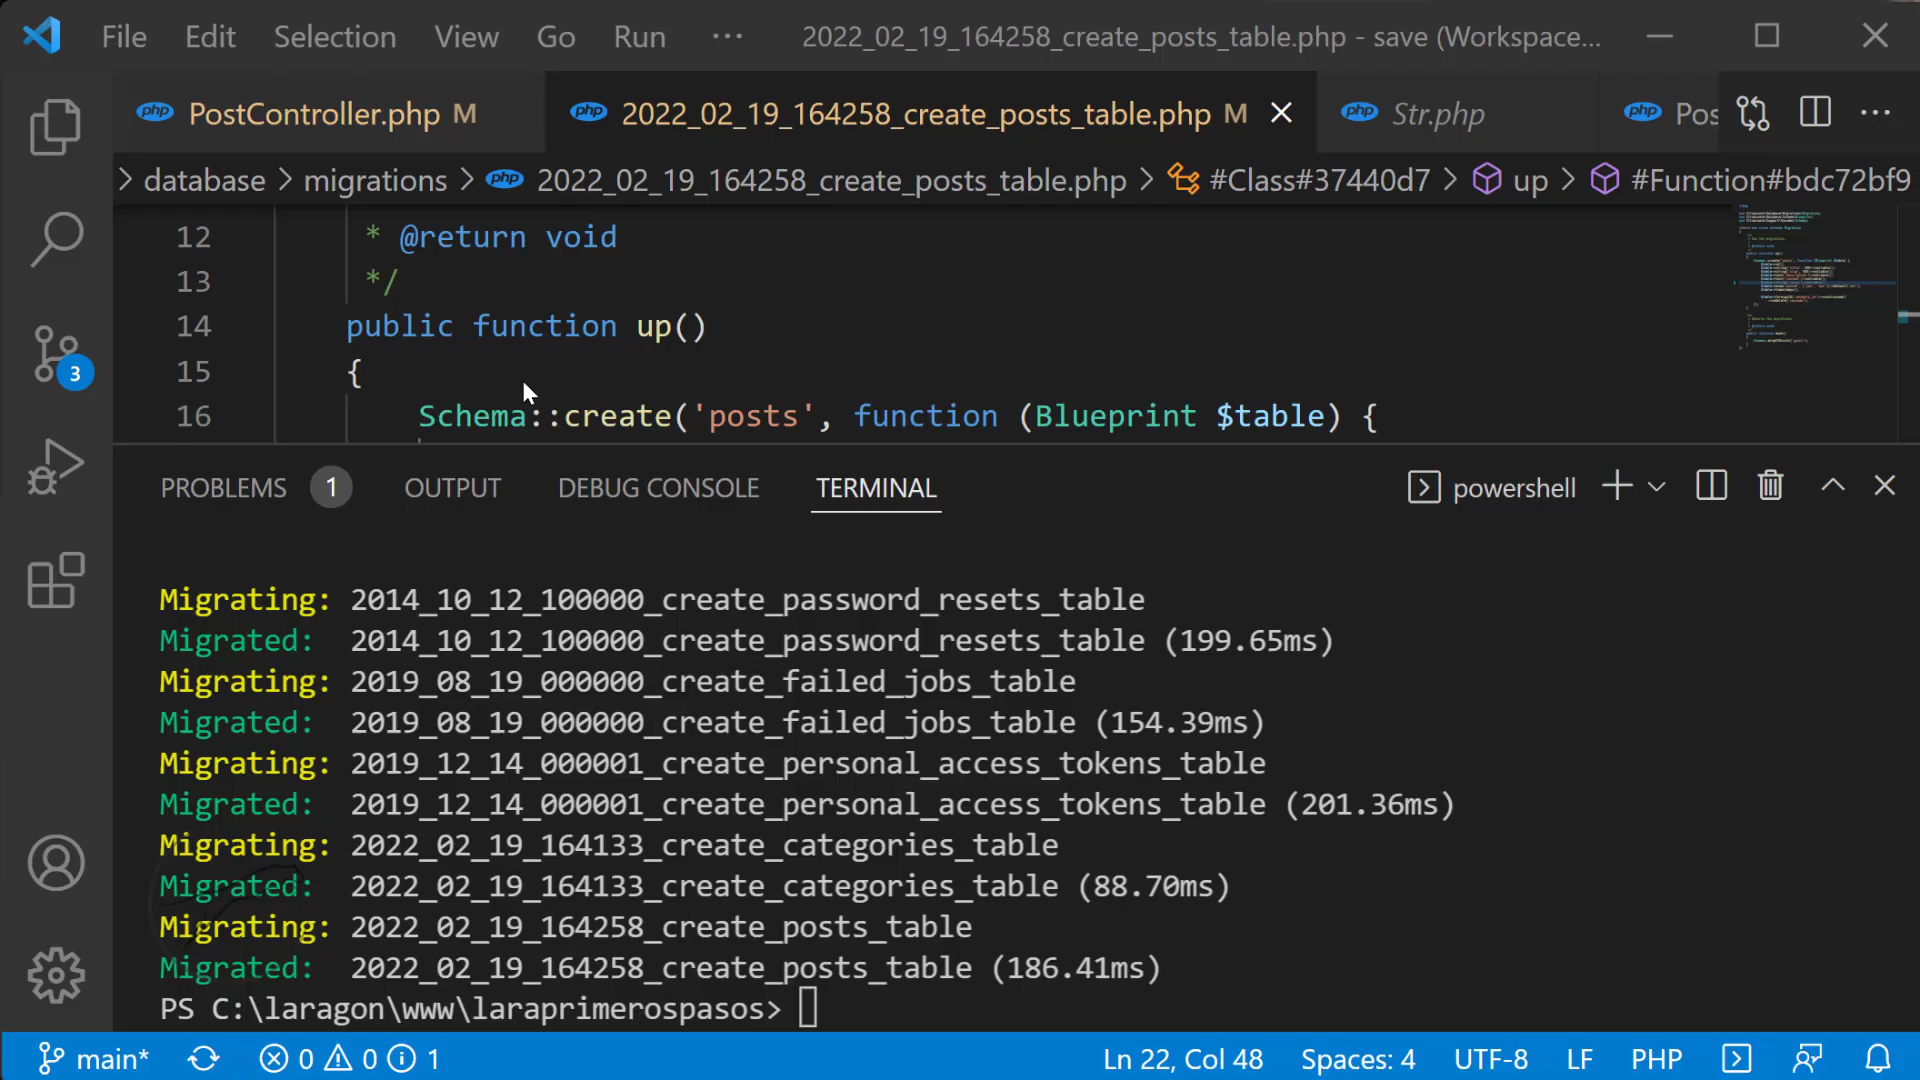 File Edit Selection View Go Run ··· 2022_02_19_164258_create_posts_table.php - save (Workspace...
php PostController.php M php 2022_02_19_164258_create_posts_table.php M php Str.php php Pos ···
> database > migrations > php 2022_02_19_164258_create_posts_table.php > #Class#37440d7 > up > #Function#bdc72bf9
12 * @return void
13 */
14 public function up()
15 {
16 Schema::create('posts', function (Blueprint $table) {
3
PROBLEMS 1 OUTPUT DEBUG CONSOLE TERMINAL powershell
Migrating: 2014_10_12_100000_create_password_resets_table
Migrated: 2014_10_12_100000_create_password_resets_table (199.65ms)
Migrating: 2019_08_19_000000_create_failed_jobs_table
Migrated: 2019_08_19_000000_create_failed_jobs_table (154.39ms)
Migrating: 2019_12_14_000001_create_personal_access_tokens_table
Migrated: 2019_12_14_000001_create_personal_access_tokens_table (201.36ms)
Migrating: 2022_02_19_164133_create_categories_table
Migrated: 2022_02_19_164133_create_categories_table (88.70ms)
Migrating: 2022_02_19_164258_create_posts_table
Migrated: 2022_02_19_164258_create_posts_table (186.41ms)
PS C:\laragon\www\laraprimerospasos>
main* 0 0 1 Ln 22, Col 48 Spaces: 4 UTF-8 LF PHP